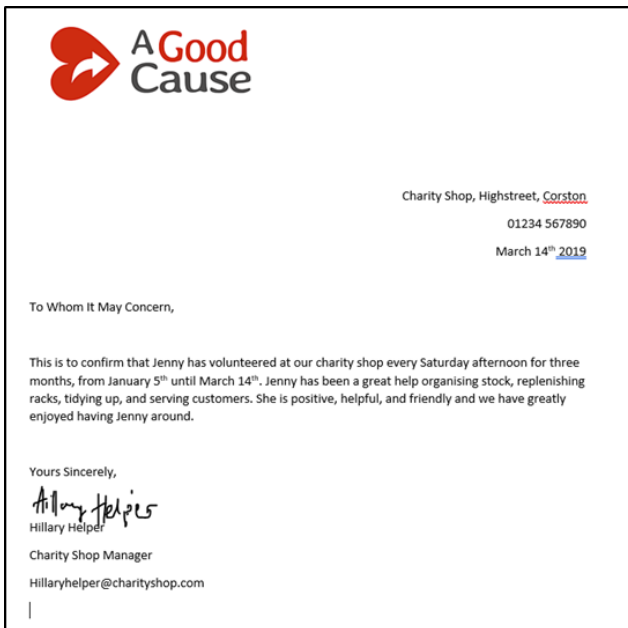 A Good
Cause
Charity Shop, Highstreet, Corston
01234 567890
March 14th 2019
To Whom It May Concern,
This is to confirm that Jenny has volunteered at our charity shop every Saturday afternoon for three
months, from January 5th until March 14th. Jenny has been a great help organising stock, replenishing
racks, tidying up, and serving customers. She is positive, helpful, and friendly and we have greatly
enjoyed having Jenny around.
Yours Sincerely,
Hillary Helper
Hillary Helper
Charity Shop Manager
Hillaryhelper@charityshop.com